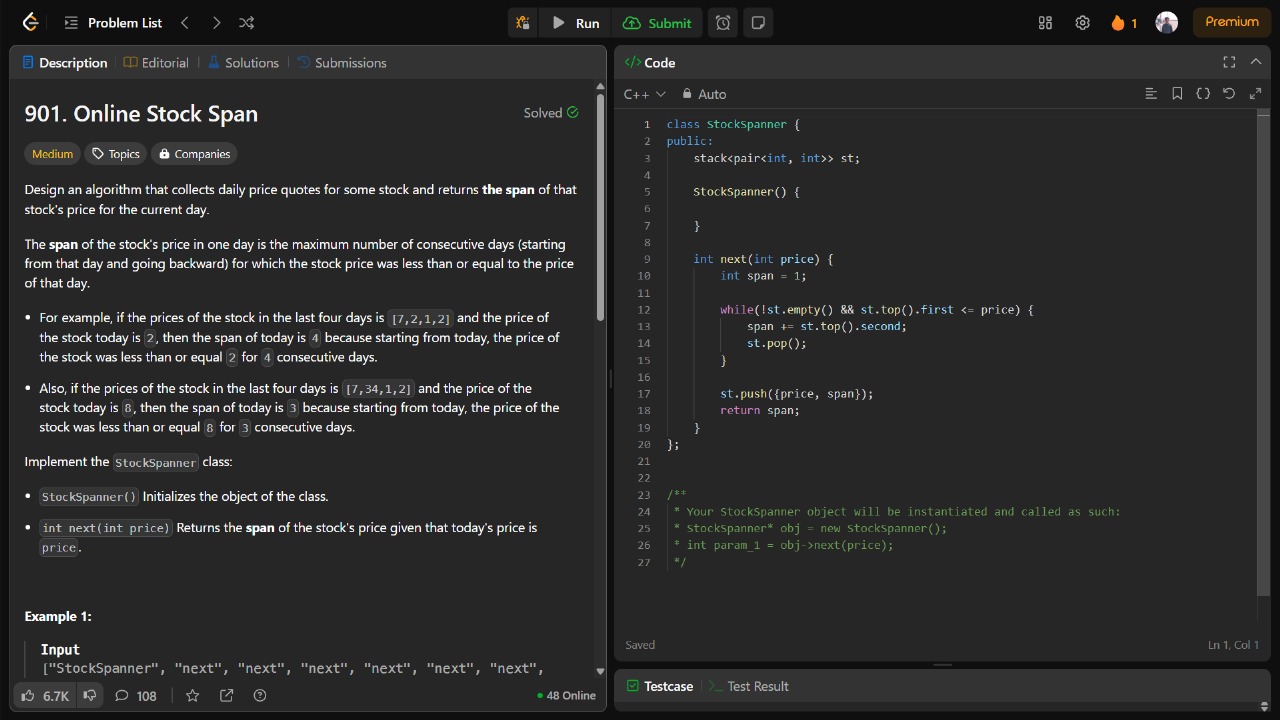 Problem List
Run
Submit
1
Premium
Description
Editorial
Solutions
Submissions
901. Online Stock Span
Solved
Medium
Topics
Companies
Design an algorithm that collects daily price quotes for some stock and returns the span of that
stock's price for the current day.
The span of the stock's price in one day is the maximum number of consecutive days (starting
from that day and going backward) for which the stock price was less than or equal to the price
of that day.
• For example, if the prices of the stock in the last four days is [7,2,1,2] and the price of
the stock today is 2, then the span of today is 4 because starting from today, the price of
the stock was less than or equal 2 for 4 consecutive days.
• Also, if the prices of the stock in the last four days is [7,34,1,2] and the price of the
stock today is 8, then the span of today is 3 because starting from today, the price of the
stock was less than or equal 8 for 3 consecutive days.
Implement the StockSpanner class:
• StockSpanner() Initializes the object of the class.
• int next(int price) Returns the span of the stock's price given that today's price is
price.
Example 1:
Input
["StockSpanner", "next", "next", "next", "next", "next", "next",
6.7K
108
48 Online
</> Code
C++
Auto
1 class StockSpanner {
2 public:
3     stack<pair<int, int>> st;
4
5     StockSpanner() {
6
7     }
8
9     int next(int price) {
10         int span = 1;
11
12         while(!st.empty() && st.top().first <= price) {
13             span += st.top().second;
14             st.pop();
15         }
16
17         st.push({price, span});
18         return span;
19     }
20 };
21
22
23 /**
24  * Your StockSpanner object will be instantiated and called as such:
25  * StockSpanner* obj = new StockSpanner();
26  * int param_1 = obj->next(price);
27  */
Saved
Ln 1, Col 1
Testcase
>_ Test Result